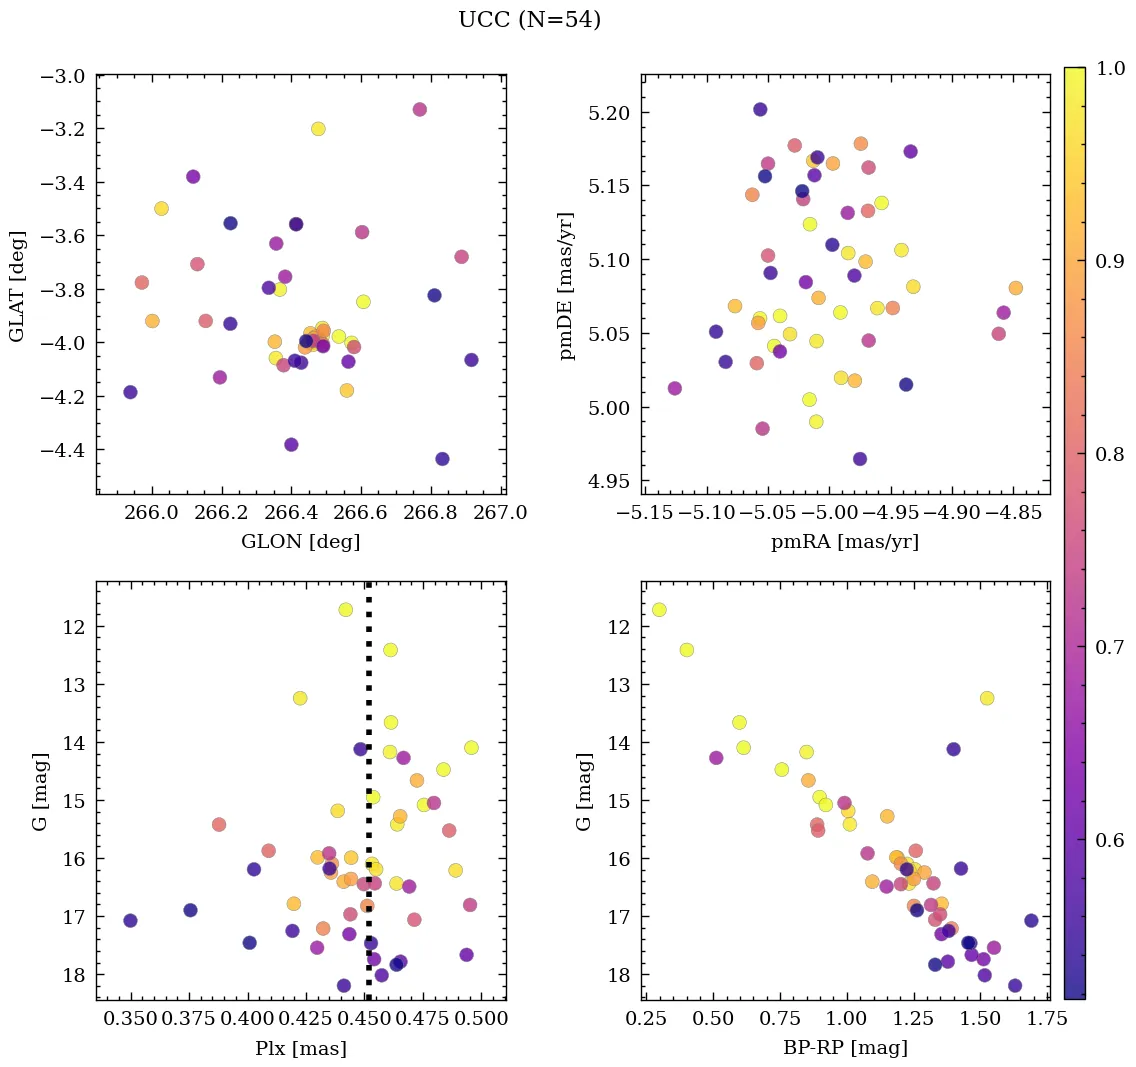 UCC (N=54)
−3.0
−3.2
−3.4
−3.6
−3.8
−4.0
−4.2
−4.4
GLAT [deg]
266.0 266.2 266.4 266.6 266.8 267.0
GLON [deg]
5.20
5.15
5.10
5.05
5.00
4.95
pmDE [mas/yr]
−5.15 −5.10 −5.05 −5.00 −4.95 −4.90 −4.85
pmRA [mas/yr]
12
13
14
15
16
17
18
G [mag]
0.350 0.375 0.400 0.425 0.450 0.475 0.500
Plx [mas]
12
13
14
15
16
17
18
G [mag]
0.25 0.50 0.75 1.00 1.25 1.50 1.75
BP-RP [mag]
1.0
0.9
0.8
0.7
0.6